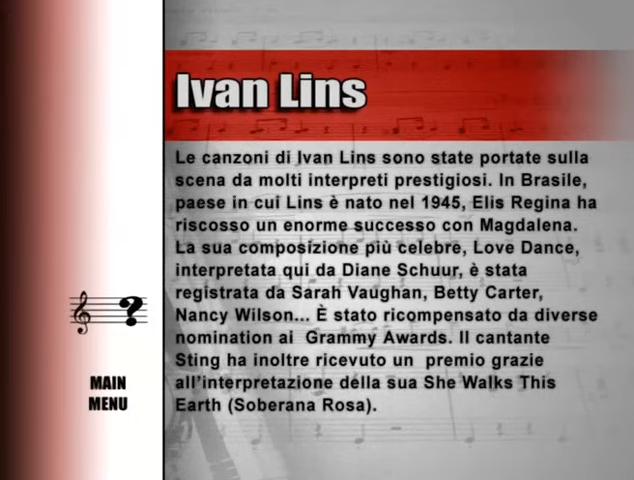 Ivan Lins
Le canzoni di Ivan Lins sono state portate sulla
scena da molti interpreti prestigiosi. In Brasile,
paese in cui Lins è nato nel 1945, Elis Regina ha
riscosso un enorme successo con Magdalena.
La sua composizione più celebre, Love Dance,
interpretata qui da Diane Schuur, è stata
registrata da Sarah Vaughan, Betty Carter,
Nancy Wilson... È stato ricompensato da diverse
nomination ai Grammy Awards. Il cantante
Sting ha inoltre ricevuto un premio grazie
all'interpretazione della sua She Walks This
Earth (Soberana Rosa).
?
MAIN
MENU